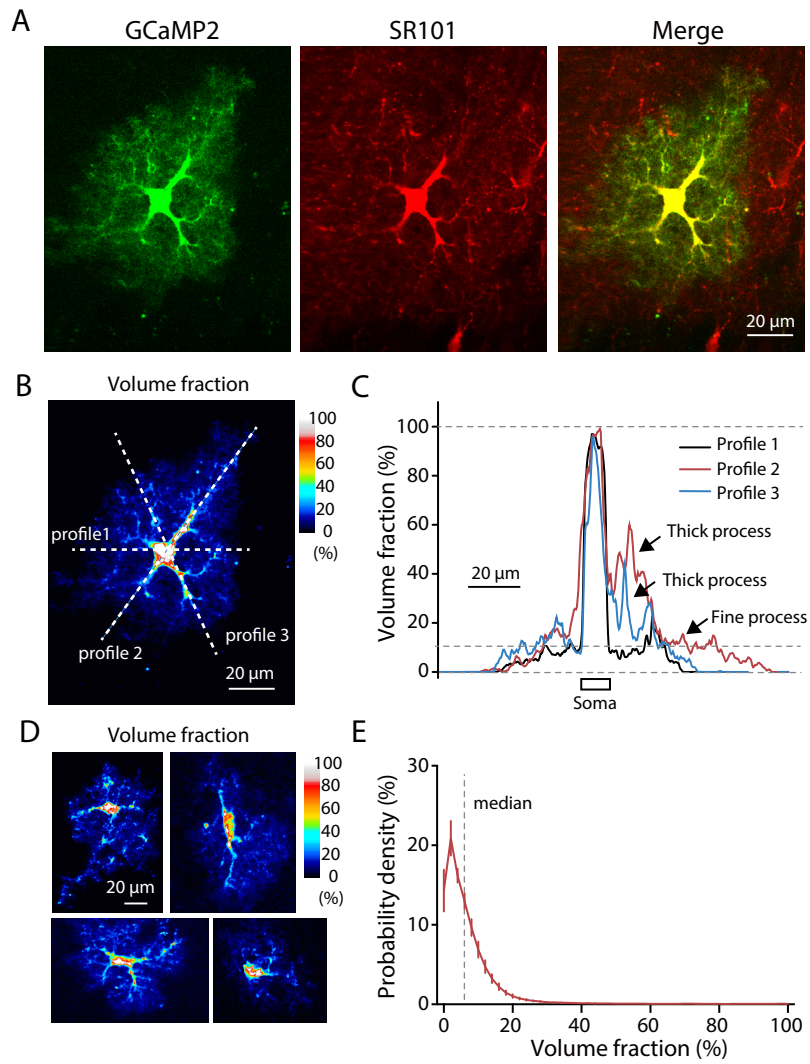 A
GCaMP2
SR101
Merge
20 µm
B
Volume fraction
100
80
60
40
20
0
(%)
profile1
profile 2
profile 3
20 µm
C
Volume fraction (%)
100
80
60
40
20
0
Profile 1
Profile 2
Profile 3
20 µm
Thick process
Thick process
Fine process
Soma
D
Volume fraction
100
80
60
40
20
0
(%)
20 µm
E
Probability density (%)
30
20
10
0
median
0
20
40
60
80
100
Volume fraction (%)